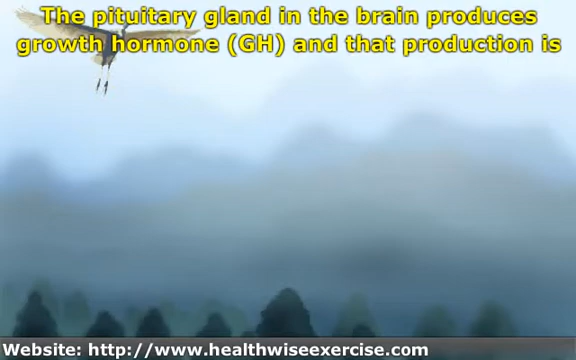 The pituitary gland in the brain produces
growth hormone (GH) and that production is
Website: http://www.healthwiseexercise.com